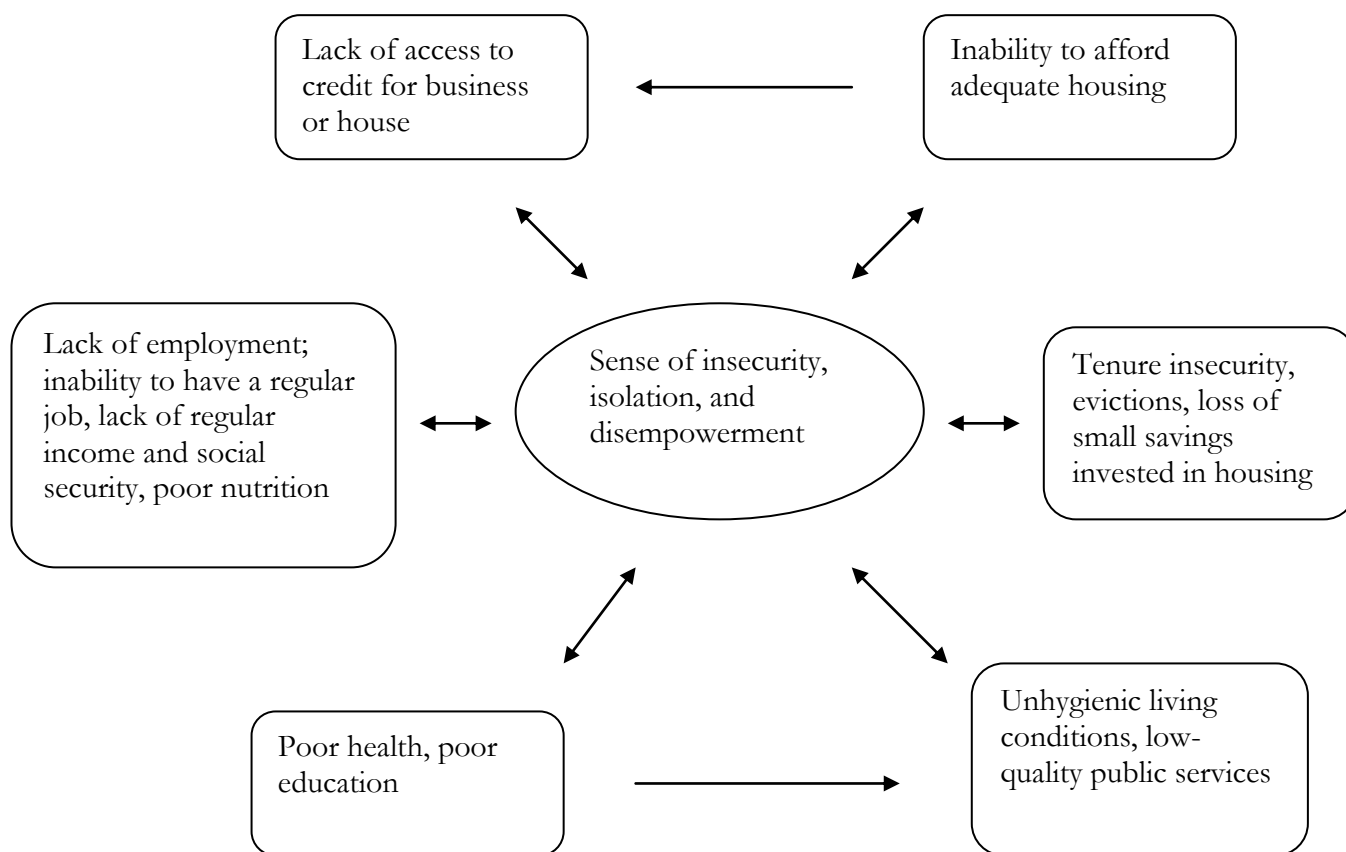 Lack of access to
credit for business
or house
Inability to afford
adequate housing
Lack of employment;
inability to have a regular
job, lack of regular
income and social
security, poor nutrition
Sense of insecurity,
isolation, and
disempowerment
Tenure insecurity,
evictions, loss of
small savings
invested in housing
Poor health, poor
education
Unhygienic living
conditions, low-
quality public services